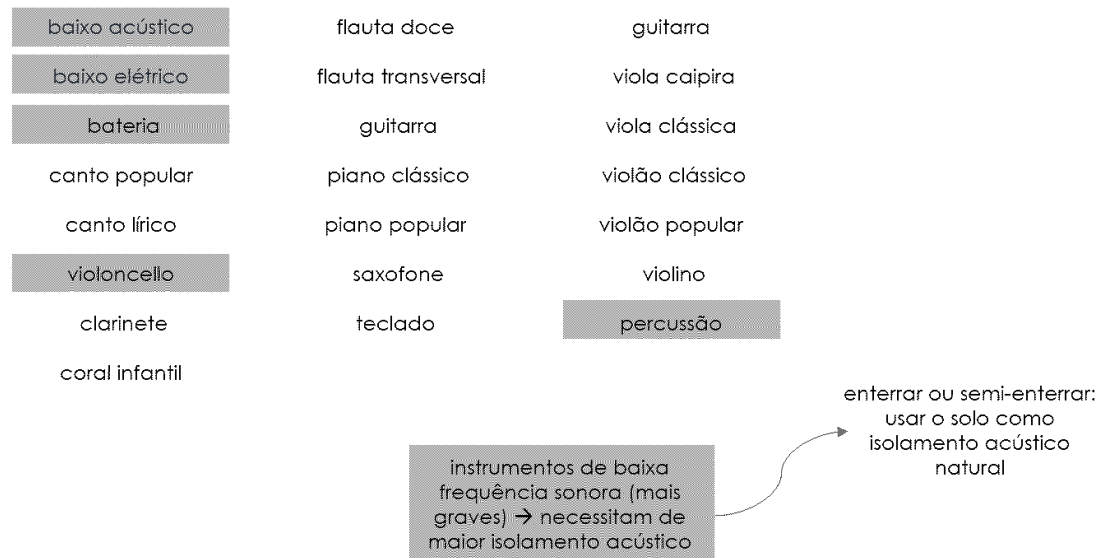 baixo acústico
flauta doce
guitarra
baixo elétrico
flauta transversal
viola caipira
bateria
guitarra
viola clássica
canto popular
piano clássico
violão clássico
canto lírico
piano popular
violão popular
violoncello
saxofone
violino
clarinete
teclado
percussão
coral infantil
enterrar ou semi-enterrar:
usar o solo como
isolamento acústico
natural
instrumentos de baixa
frequência sonora (mais
graves) → necessitam de
maior isolamento acústico